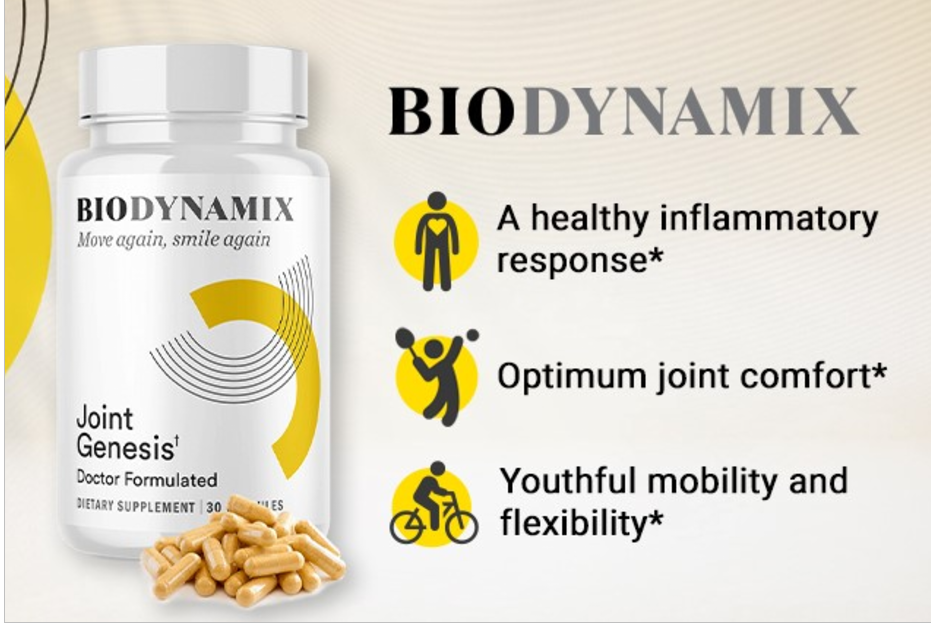 BIODYNAMIX
Move again, smile again
Joint
Genesis†
Doctor Formulated
DIETARY SUPPLEMENT | 30
BIODYNAMIX
A healthy inflammatory
response*
Optimum joint comfort*
Youthful mobility and
flexibility*